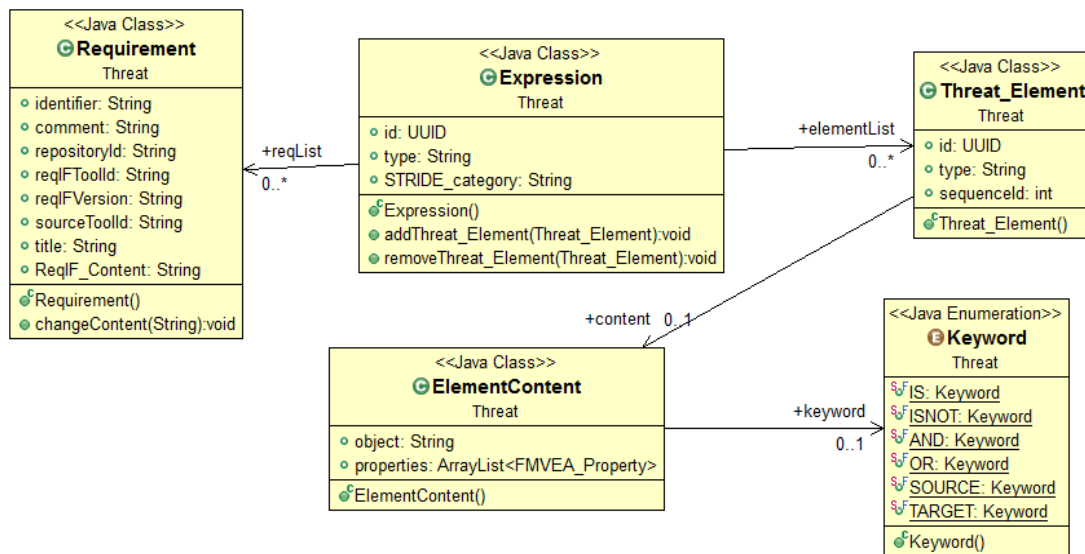 <<Java Class>>
Requirement
Threat
identifier: String
comment: String
repositoryId: String
reqIFToolId: String
reqIFVersion: String
sourceToolId: String
title: String
ReqIF_Content: String
Requirement()
changeContent(String):void
+reqList
0..*
<<Java Class>>
Expression
Threat
id: UUID
type: String
STRIDE_category: String
Expression()
addThreat_Element(Threat_Element):void
removeThreat_Element(Threat_Element):void
+elementList
0..*
<<Java Class>>
Threat_Element
Threat
id: UUID
type: String
sequenceId: int
Threat_Element()
+content 0..1
<<Java Class>>
ElementContent
Threat
object: String
properties: ArrayList<FMVEA_Property>
ElementContent()
+keyword
0..1
<<Java Enumeration>>
Keyword
Threat
IS: Keyword
ISNOT: Keyword
AND: Keyword
OR: Keyword
SOURCE: Keyword
TARGET: Keyword
Keyword()